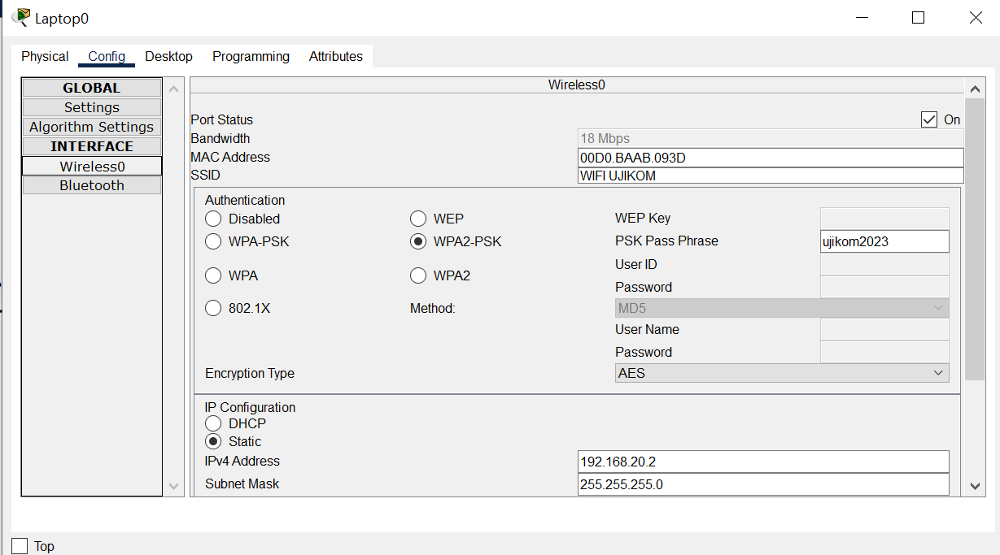 Laptop0
Physical Config Desktop Programming Attributes
GLOBAL
Settings
Algorithm Settings
INTERFACE
Wireless0
Bluetooth
Wireless0
Port Status On
Bandwidth 18 Mbps
MAC Address 00D0.BAAB.093D
SSID WIFI UJIKOM
Authentication
Disabled WEP WEP Key
WPA-PSK WPA2-PSK PSK Pass Phrase ujikom2023
User ID
WPA WPA2
Password
802.1X Method: MD5
User Name
Password
Encryption Type AES
IP Configuration
DHCP
Static
IPv4 Address 192.168.20.2
Subnet Mask 255.255.255.0
Top